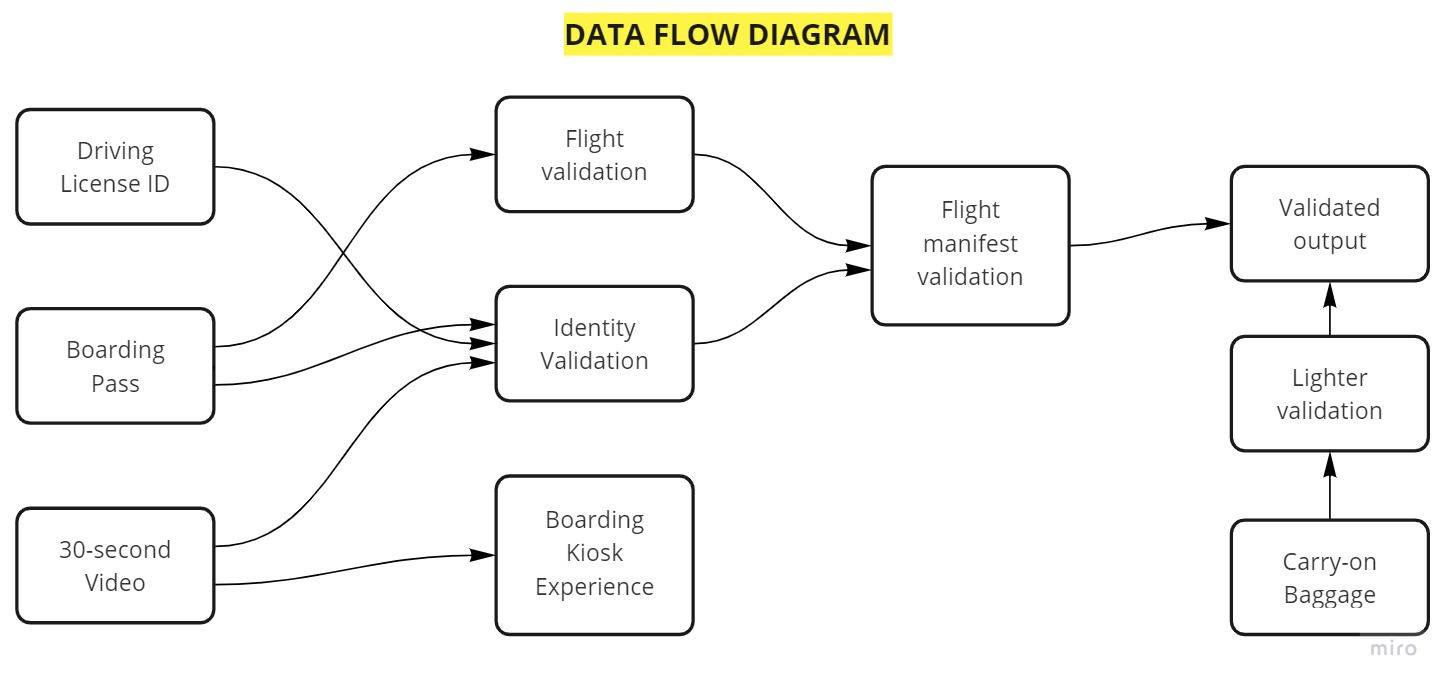 DATA FLOW DIAGRAM
Driving
License ID
Boarding
Pass
30-second
Video
Flight
validation
Identity
Validation
Boarding
Kiosk
Experience
Flight
manifest
validation
Validated
output
Lighter
validation
Carry-on
Baggage
miro